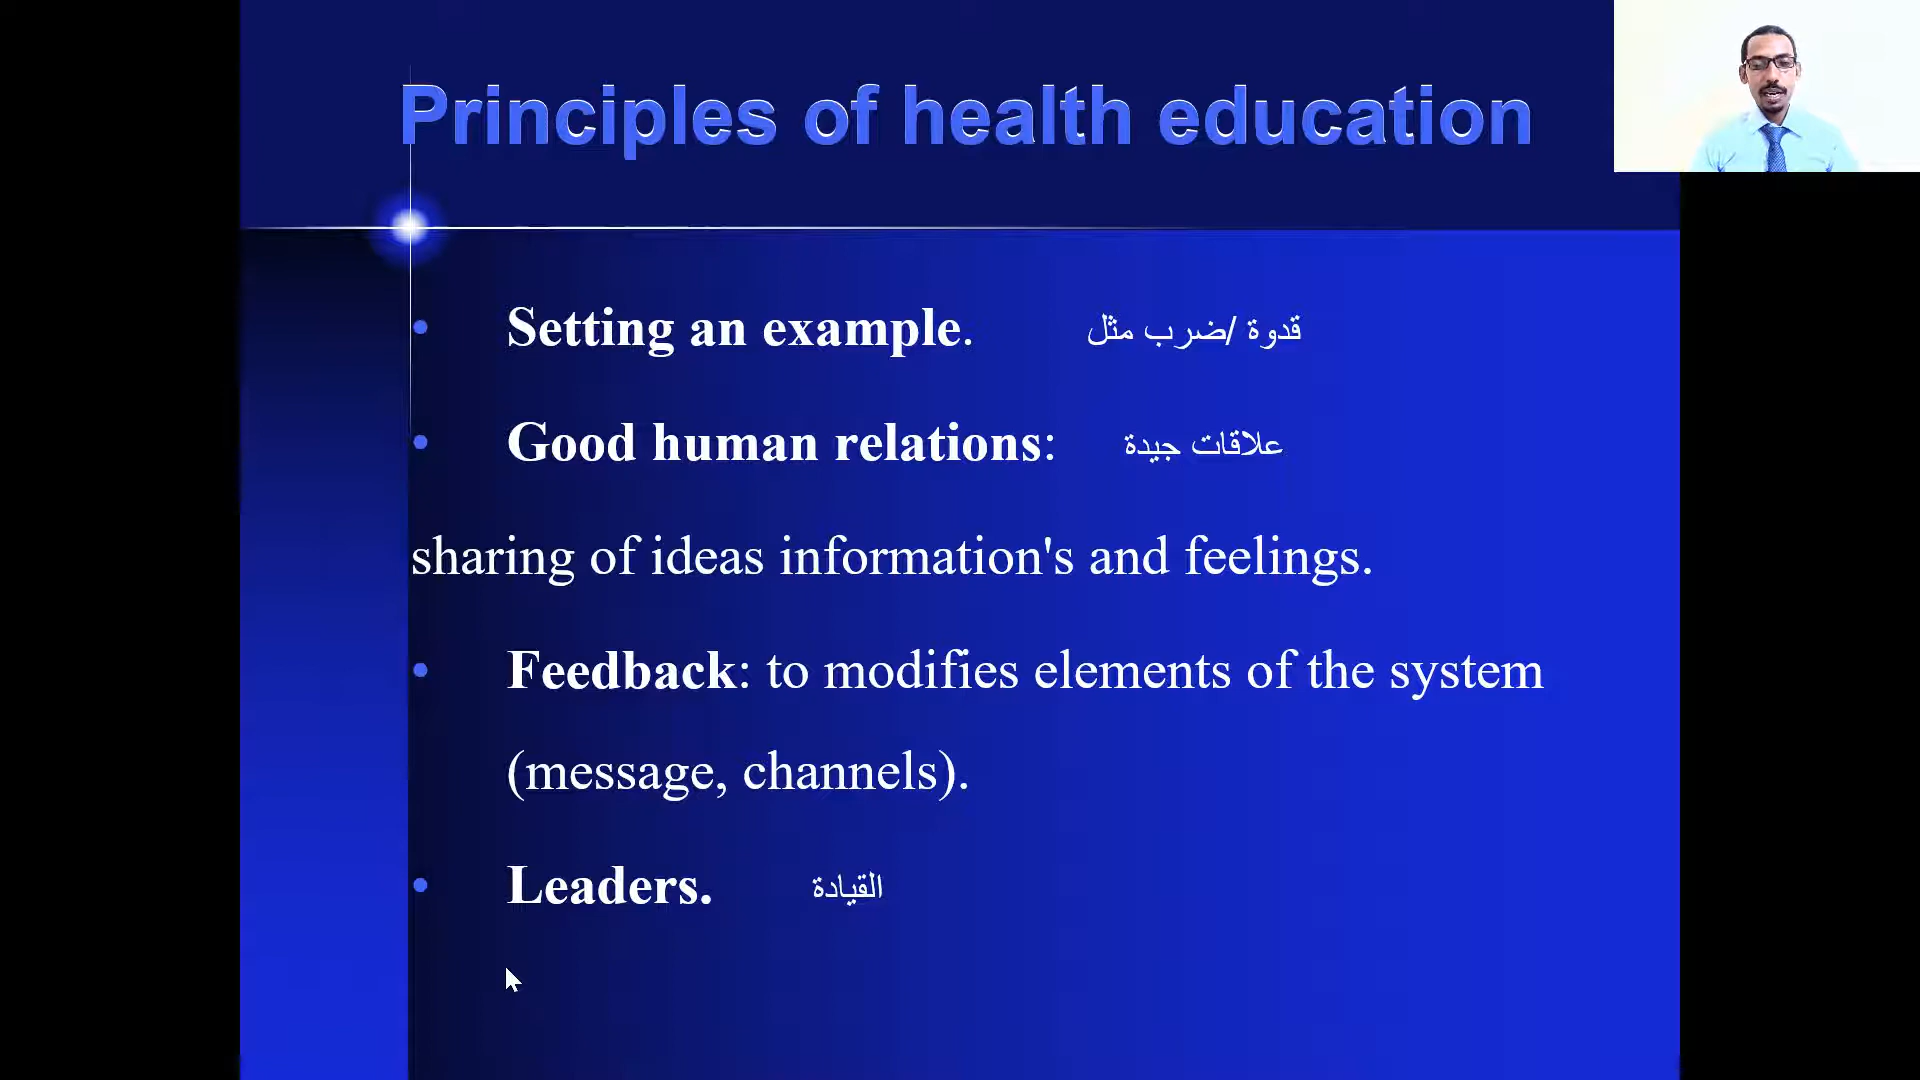 Principles of health education
• Setting an example. قدوة /ضرب مثل
• Good human relations: علاقات جيدة
sharing of ideas information's and feelings.
• Feedback: to modifies elements of the system
(message, channels).
• Leaders. القيادة